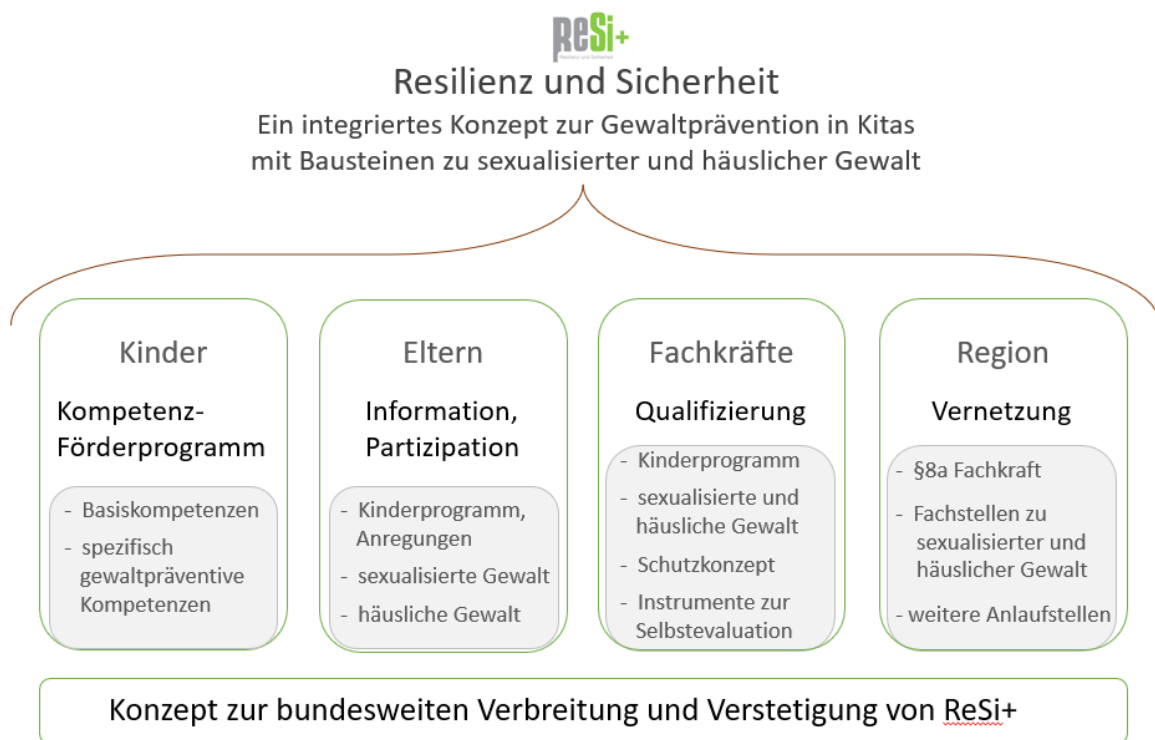 ReSi+
Resilienz und Sicherheit
Resilienz und Sicherheit
Ein integriertes Konzept zur Gewaltprävention in Kitas
mit Bausteinen zu sexualisierter und häuslicher Gewalt
Kinder
Kompetenz-
Förderprogramm
- Basiskompetenzen
- spezifisch
gewaltpräventive
Kompetenzen
Eltern
Information,
Partizipation
- Kinderprogramm,
Anregungen
- sexualisierte Gewalt
- häusliche Gewalt
Fachkräfte
Qualifizierung
- Kinderprogramm
- sexualisierte und
häusliche Gewalt
- Schutzkonzept
- Instrumente zur
Selbstevaluation
Region
Vernetzung
- §8a Fachkraft
- Fachstellen zu
sexualisierter und
häuslicher Gewalt
- weitere Anlaufstellen
Konzept zur bundesweiten Verbreitung und Verstetigung von ReSi+